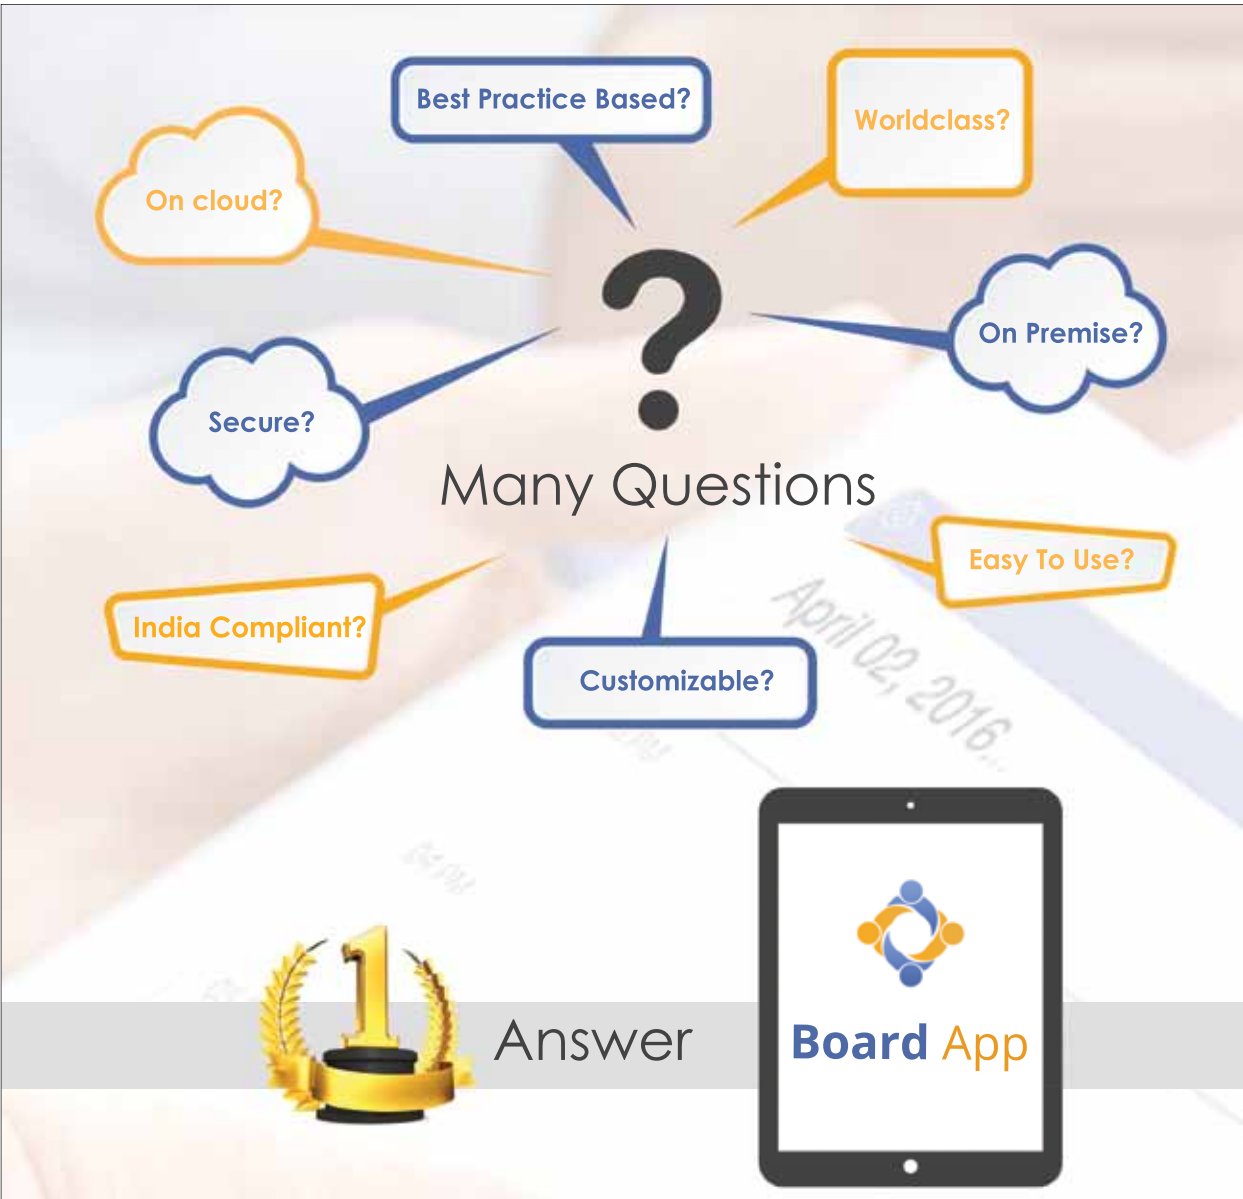 Best Practice Based?
Worldclass?
On cloud?
On Premise?
Secure?
Many Questions
Easy To Use?
India Compliant?
Customizable?
April 02, 2016...
1
Answer
Board App